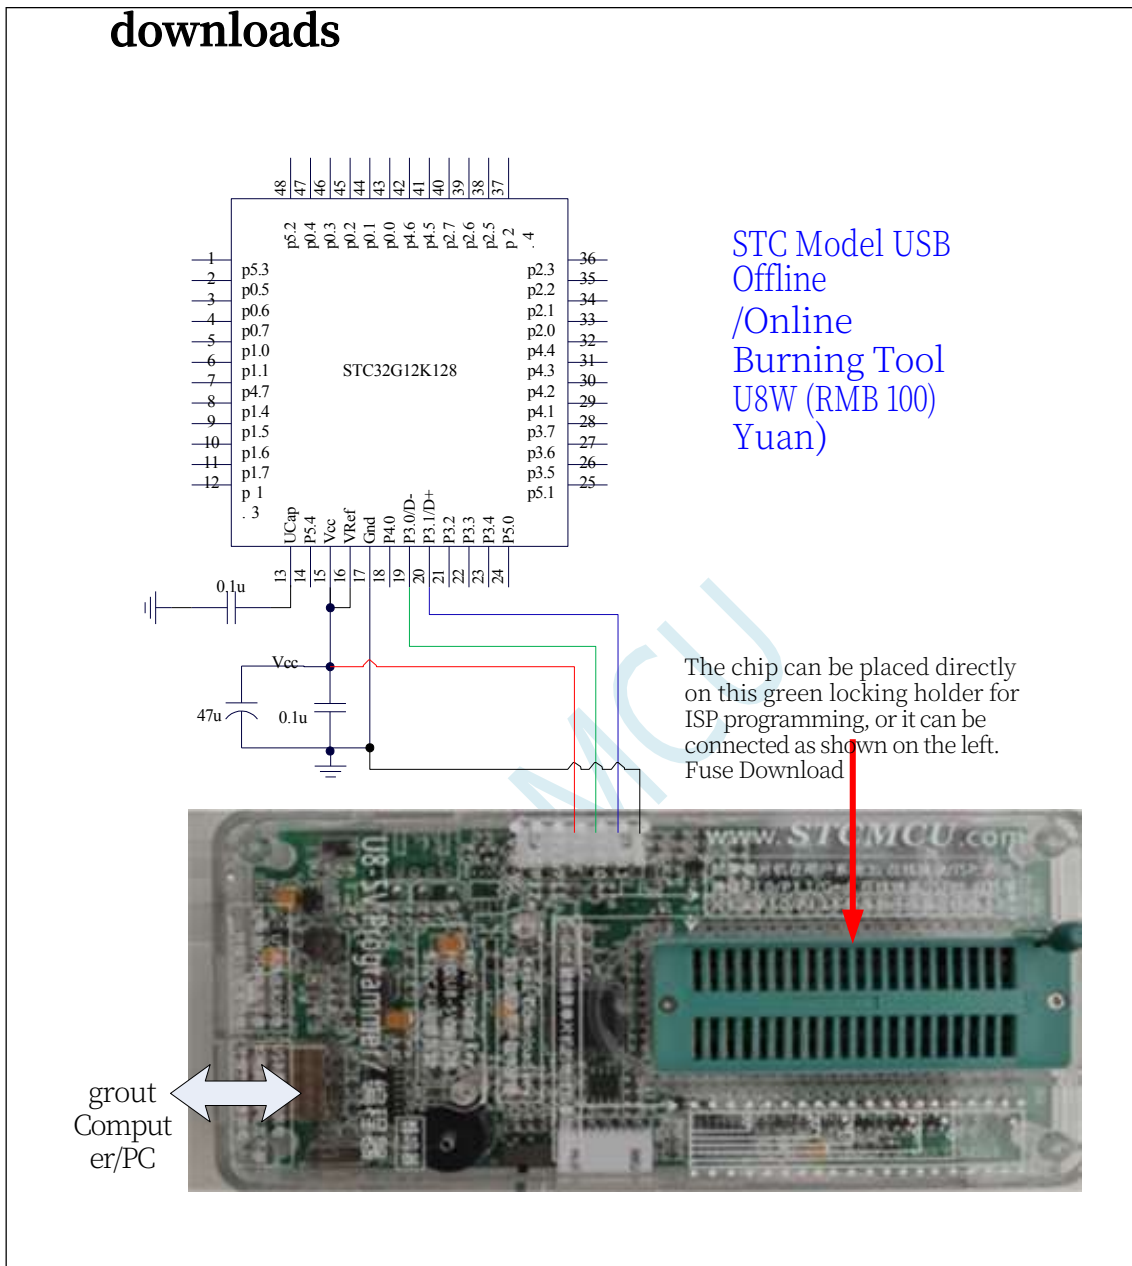 downloads
48
47
46
45
44
43
42
41
40
39
38
37
p5.2
p0.4
p0.3
p0.2
p0.1
p0.0
p4.6
p4.5
p2.7
p2.6
p2.5
p 2
. 4
1
2
3
4
5
6
7
8
9
10
11
12
p5.3
p0.5
p0.6
p0.7
p1.0
p1.1
p4.7
p1.4
p1.5
p1.6
p1.7
p 1
. 3
STC32G12K128
p2.3
p2.2
p2.1
p2.0
p4.4
p4.3
p4.2
p4.1
p3.7
p3.6
p3.5
p5.1
36
35
34
33
32
31
30
29
28
27
26
25
UCap
P5.4
Vcc
VRef
Gnd
P4.0
P3.0/D-
P3.1/D+
P3.2
P3.3
P3.4
P5.0
13
14
15
16
17
18
19
20
21
22
23
24
STC Model USB
Offline
/Online
Burning Tool
U8W (RMB 100)
Yuan)
0.1u
Vcc
47u
0.1u
MCU
The chip can be placed directly
on this green locking holder for
ISP programming, or it can be
connected as shown on the left.
Fuse Download
www.STCMCU.com
U8-5V Programmer/
grout
Comput
er/PC